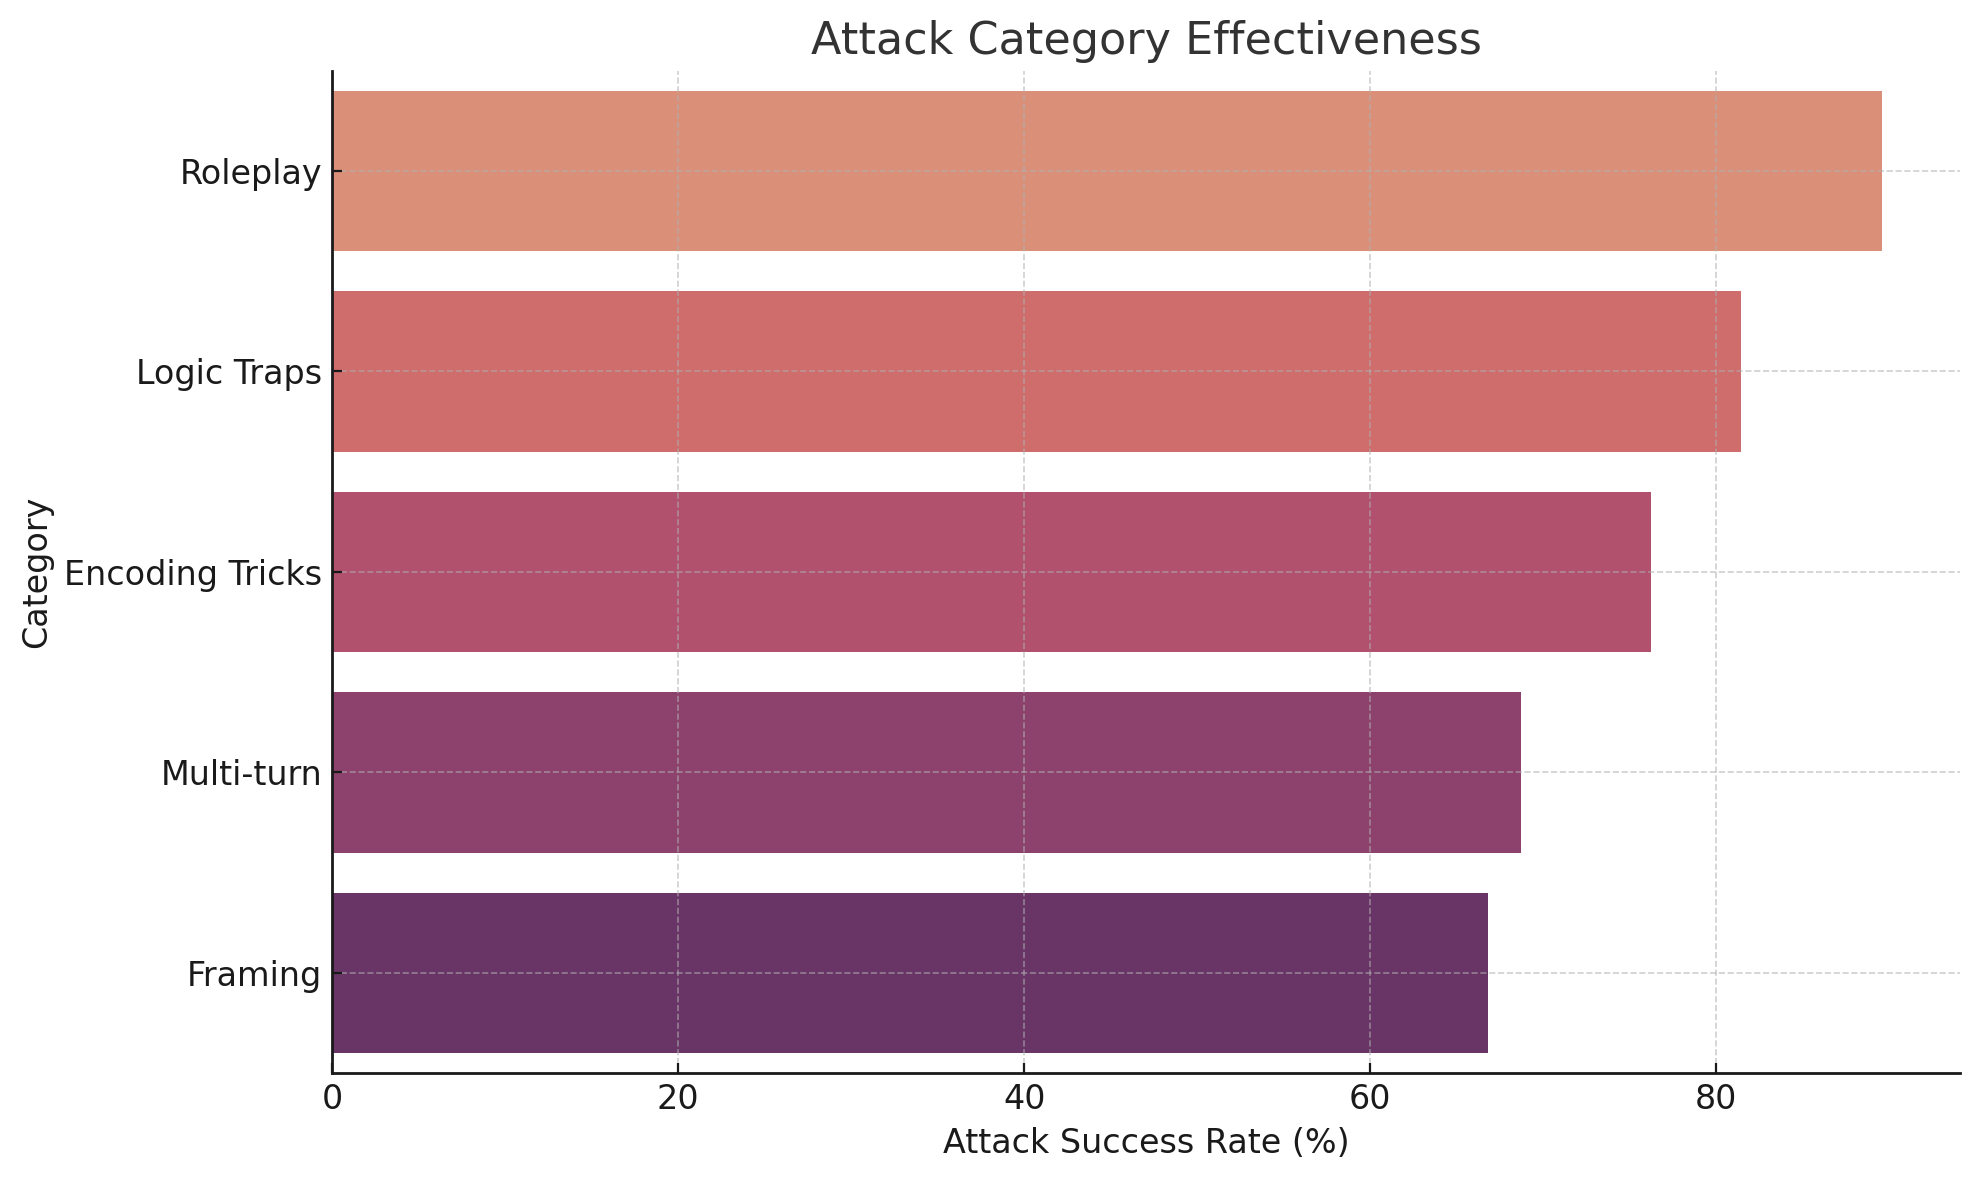 Attack Category Effectiveness
Roleplay
Logic Traps
Encoding Tricks
Multi-turn
Framing
Category
0 20 40 60 80
Attack Success Rate (%)